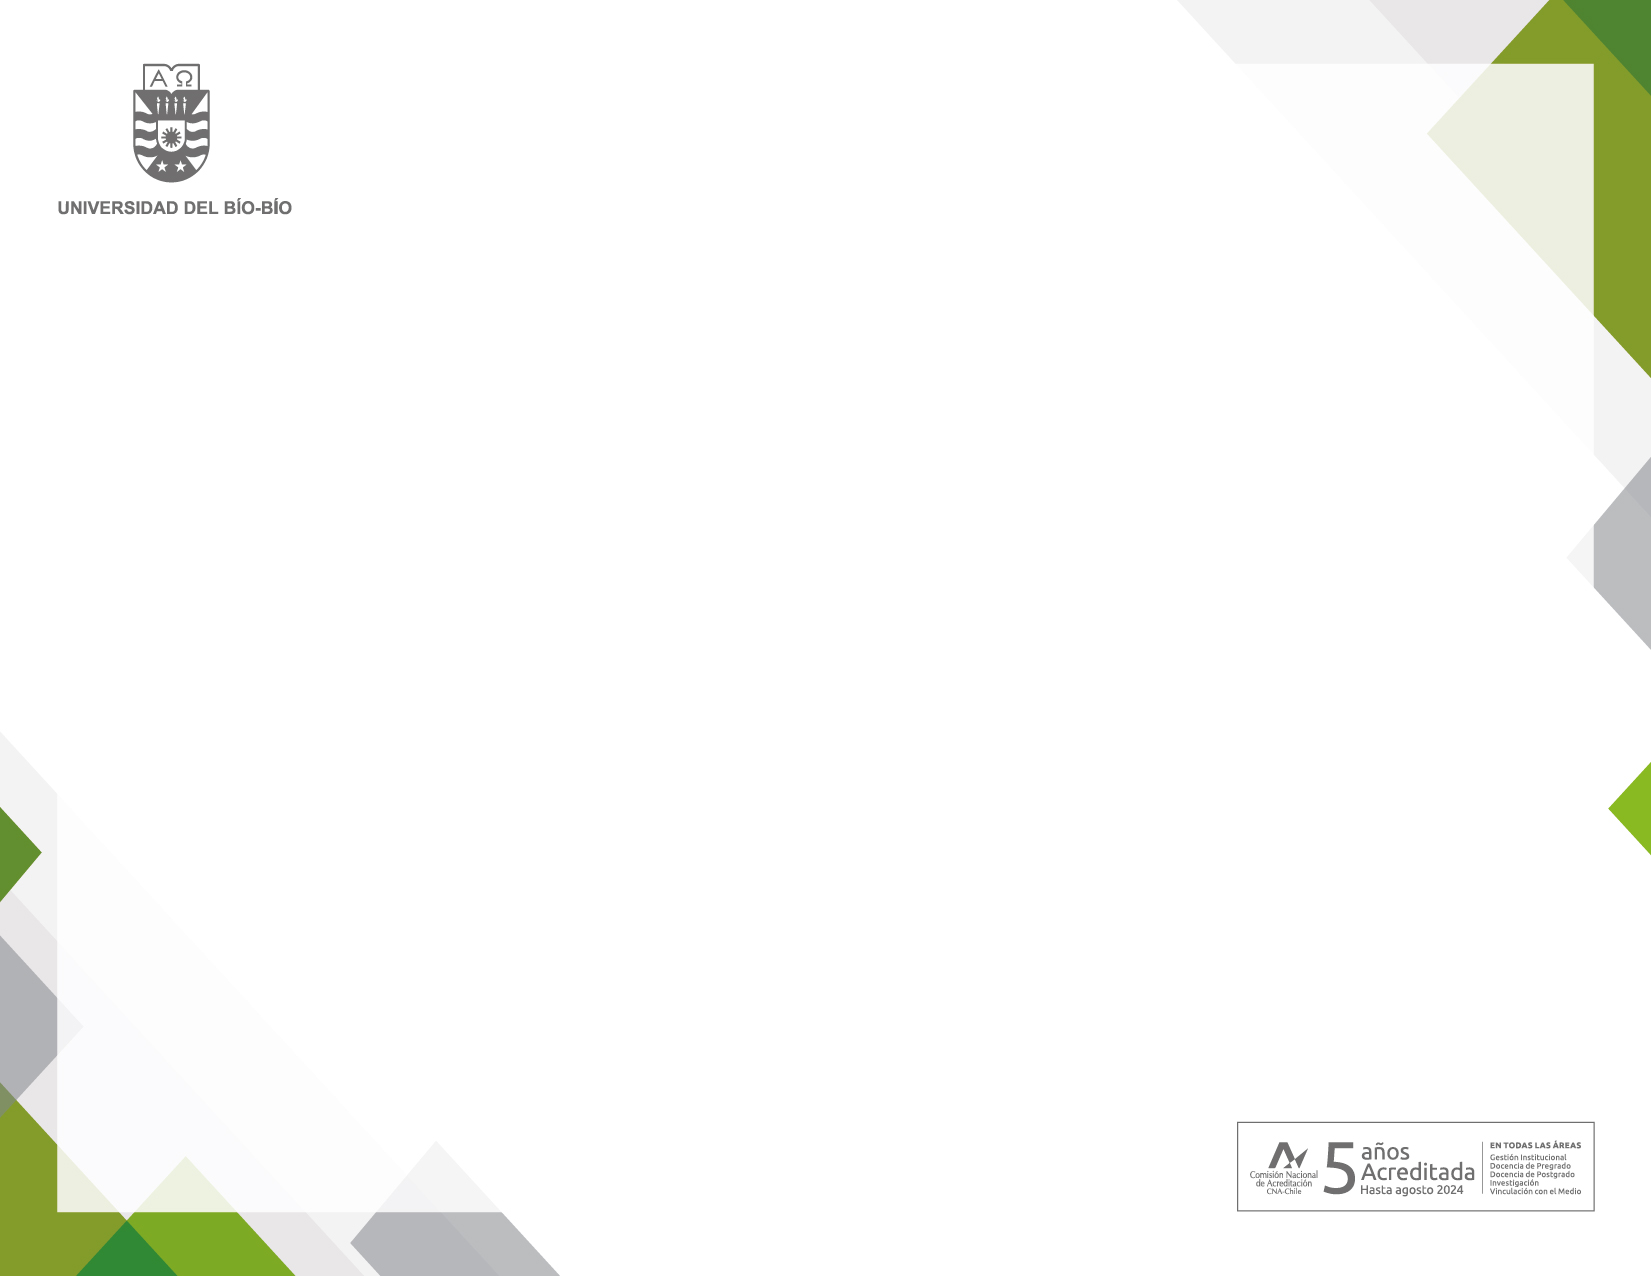 Α Ω
UNIVERSIDAD DEL BÍO-BÍO
Comisión Nacional
de Acreditación
CNA-Chile
5 años
Acreditada
Hasta agosto 2024
EN TODAS LAS ÁREAS
Gestión Institucional
Docencia de Pregrado
Docencia de Postgrado
Investigación
Vinculación con el Medio